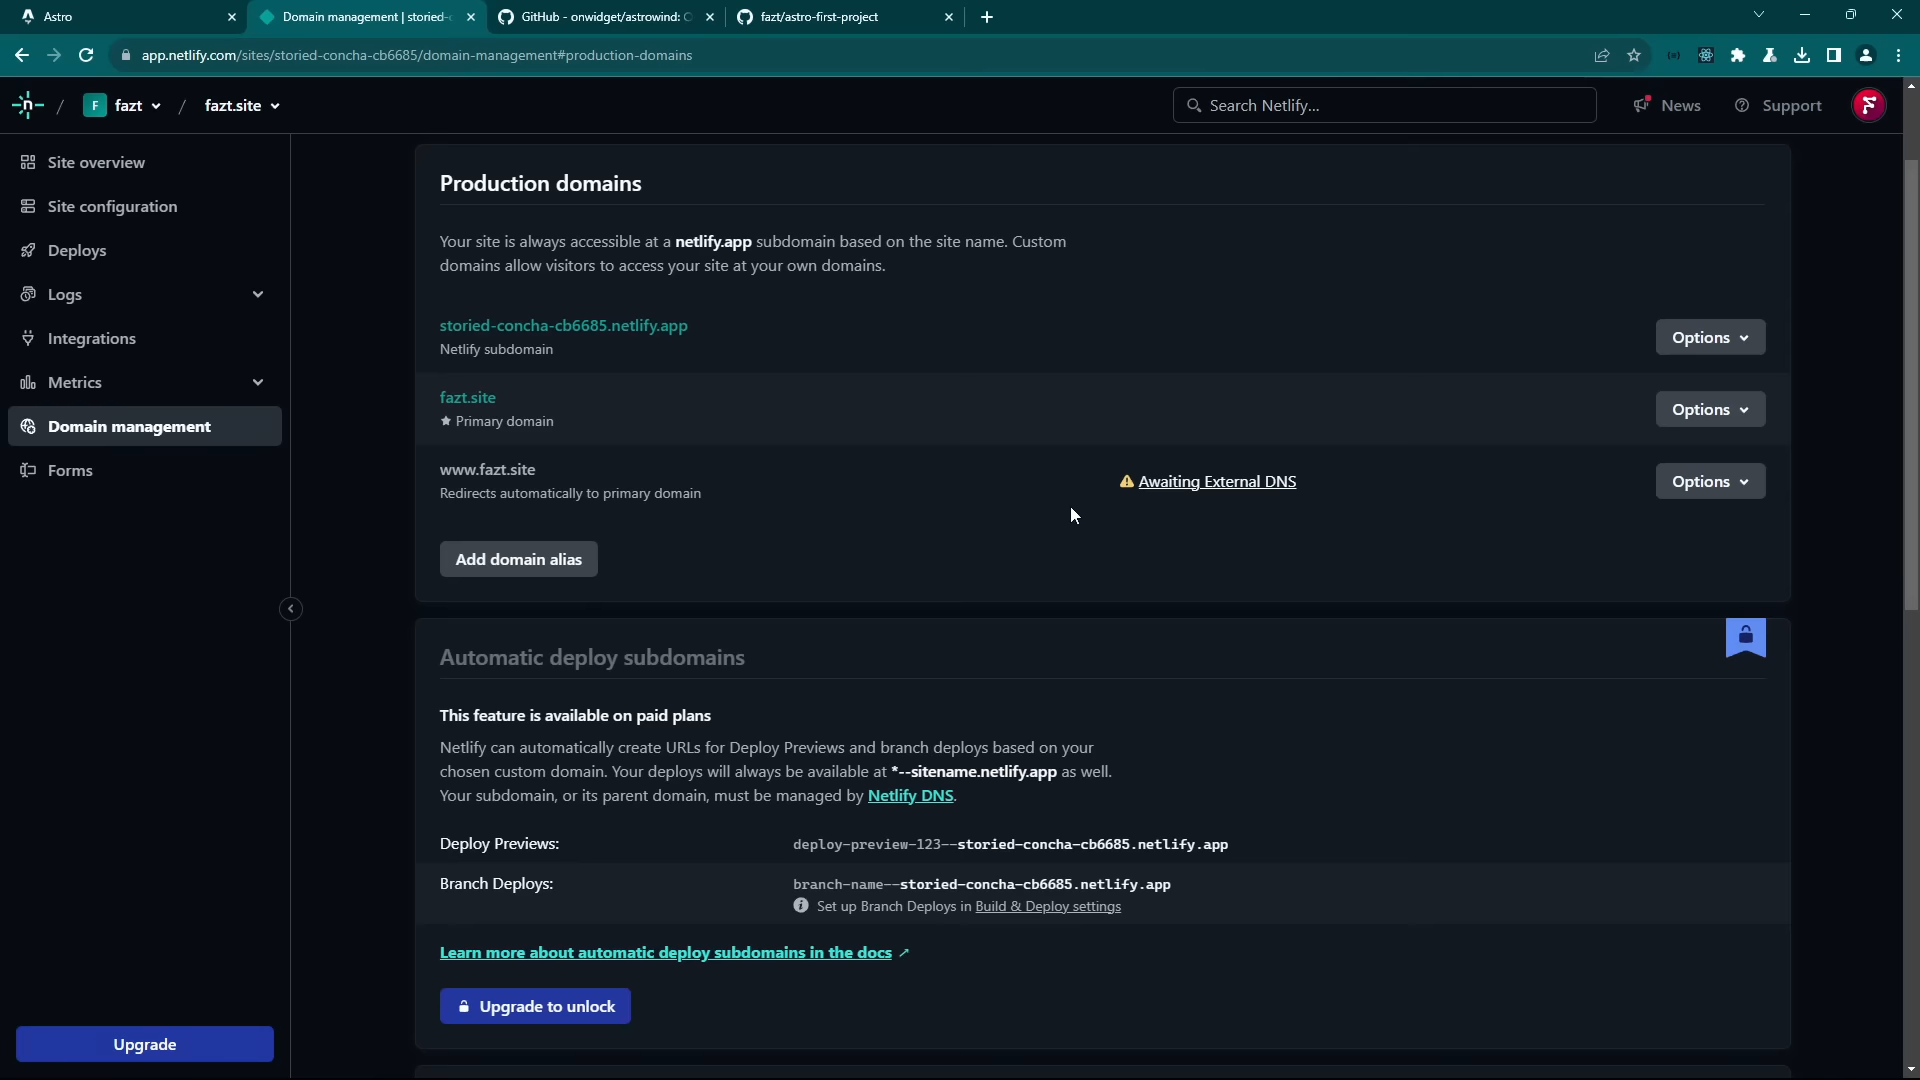 Astro
Domain management | storied-c
GitHub - onwidget/astrowind:
fazt/astro-first-project
app.netlify.com/sites/storied-concha-cb6685/domain-management#production-domains
/ F fazt / fazt.site
Search Netlify...
News
Support
Site overview
Site configuration
Deploys
Logs
Integrations
Metrics
Domain management
Forms
Upgrade
Production domains
Your site is always accessible at a netlify.app subdomain based on the site name. Custom
domains allow visitors to access your site at your own domains.
storied-concha-cb6685.netlify.app
Netlify subdomain
Options
fazt.site
★ Primary domain
Options
www.fazt.site
Redirects automatically to primary domain
Awaiting External DNS
Options
Add domain alias
Automatic deploy subdomains
This feature is available on paid plans
Netlify can automatically create URLs for Deploy Previews and branch deploys based on your
chosen custom domain. Your deploys will always be available at *--sitename.netlify.app as well.
Your subdomain, or its parent domain, must be managed by Netlify DNS.
Deploy Previews: deploy-preview-123--storied-concha-cb6685.netlify.app
Branch Deploys: branch-name--storied-concha-cb6685.netlify.app
Set up Branch Deploys in Build & Deploy settings
Learn more about automatic deploy subdomains in the docs ↗
Upgrade to unlock